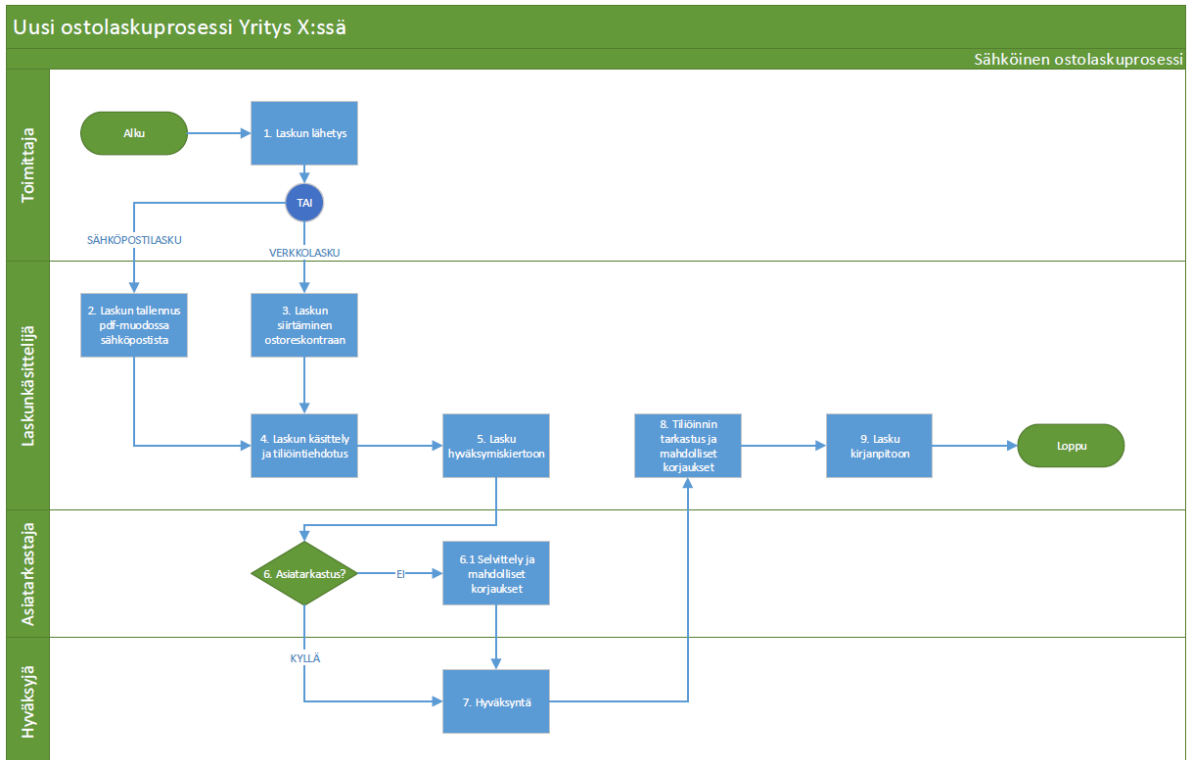 Uusi ostolaskuprosessi Yritys X:ssä
Sähköinen ostolaskuprosessi
Toimittaja
Alku
1. Laskun lähetys
TAI
SÄHKÖPOSTILASKU
VERKKOLASKU
Laskunkäsittelijä
2. Laskun tallennus
pdf-muodossa
sähköpostista
3. Laskun
siirtäminen
ostoreskontraan
4. Laskun käsittely
ja tiliöintiehdotus
5. Lasku
hyväksymiskiertoon
8. Tiliöinnin
tarkastus ja
mahdolliset
korjaukset
9. Lasku
kirjanpitoon
Loppu
Asiatarkastaja
6. Asiatarkastus?
EI
6.1 Selvittely ja
mahdolliset
korjaukset
Hyväksyjä
KYLLÄ
7. Hyväksyntä